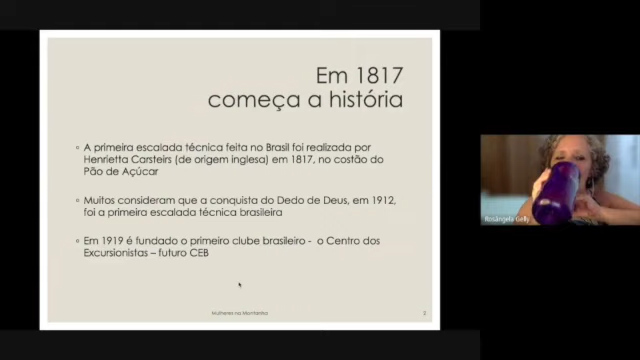 Em 1817
começa a história
▫ A primeira escalada técnica feita no Brasil foi realizada por
Henrietta Carsteirs (de origem inglesa) em 1817, no costão do
Pão de Açúcar
▫ Muitos consideram que a conquista do Dedo de Deus, em 1912,
foi a primeira escalada técnica brasileira
▫ Em 1919 é fundado o primeiro clube brasileiro - o Centro dos
Excursionistas – futuro CEB
Mulheres na Montanha
2
Rosângela Gelly